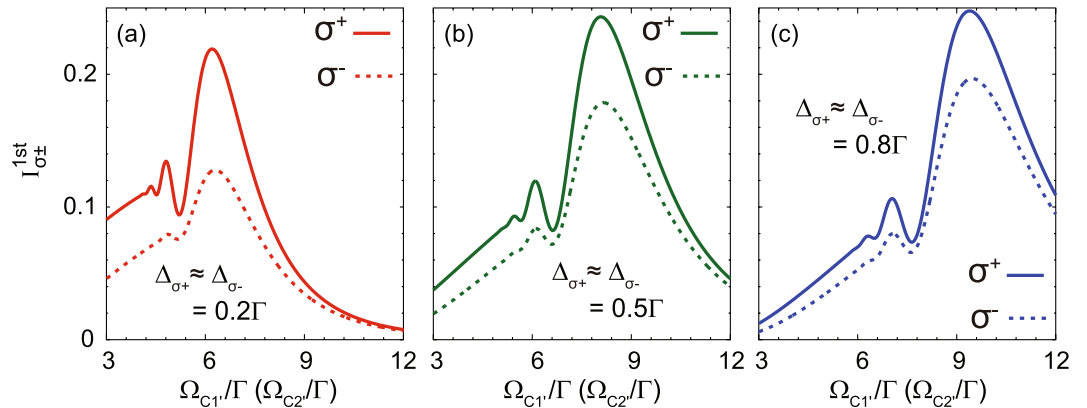 (a)
σ⁺
σ⁻
Δσ+ ≈ Δσ-
= 0.2Γ
(b)
σ⁺
σ⁻
Δσ+ ≈ Δσ-
= 0.5Γ
(c)
Δσ+ ≈ Δσ-
= 0.8Γ
σ⁺
σ⁻
I1stσ±
0.2
0.1
0
3 6 9 12
3 6 9 12
3 6 9 12
ΩC1'/Γ (ΩC2'/Γ)
ΩC1'/Γ (ΩC2'/Γ)
ΩC1'/Γ (ΩC2'/Γ)